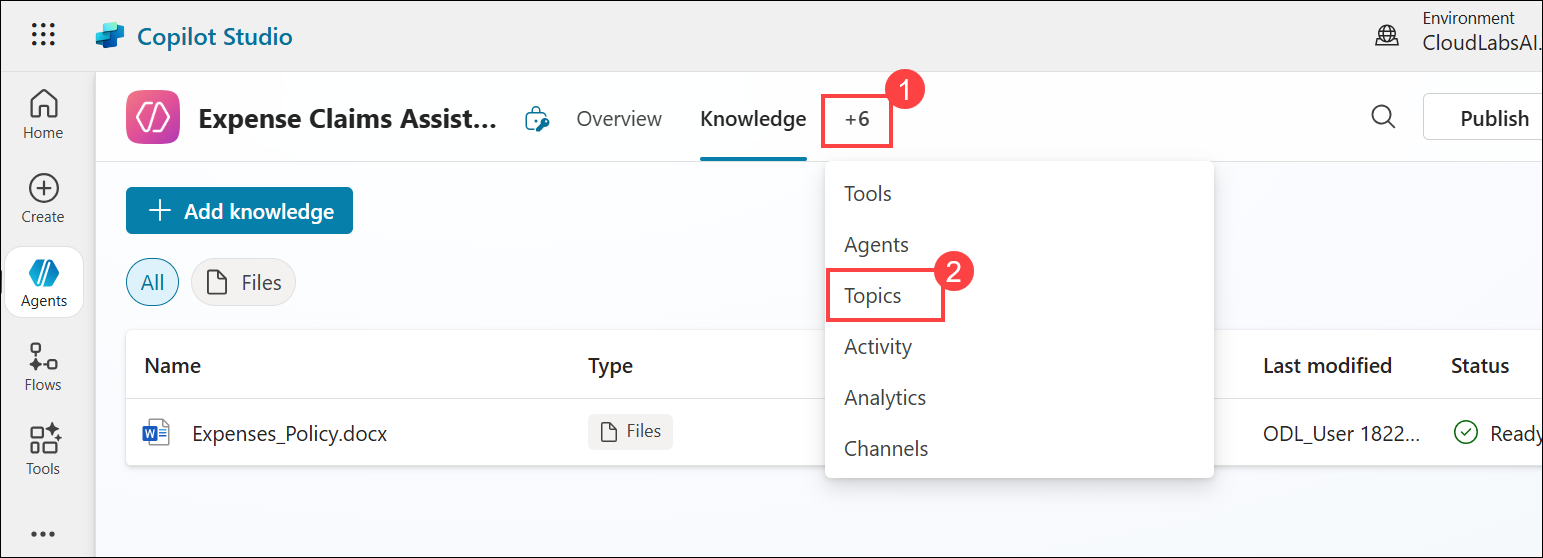 Copilot Studio
Environment
CloudLabsAI.
Home
Create
Agents
Flows
Tools
Expense Claims Assist...
Overview
Knowledge
+6
1
Publish
Add knowledge
All
Files
Tools
Agents
Topics
2
Activity
Analytics
Channels
Name
Type
Last modified
Status
Expenses_Policy.docx
Files
ODL_User 1822...
Ready